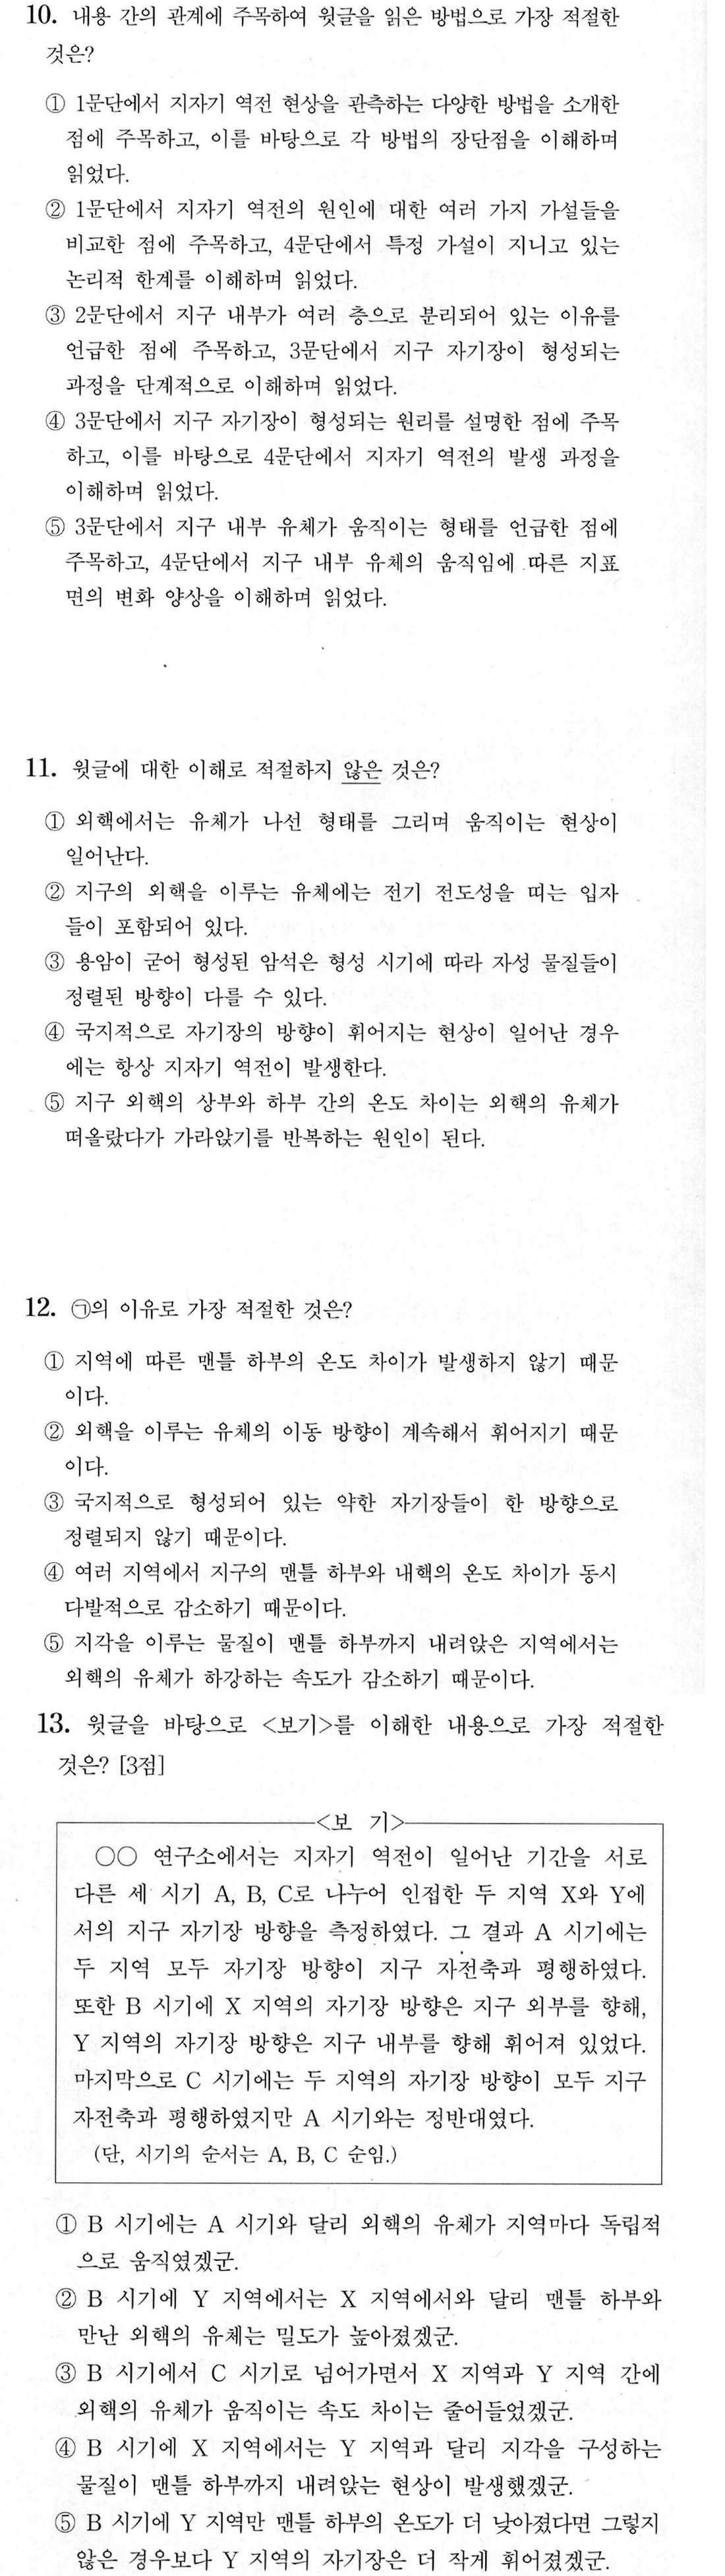 10. 내용 간의 관계에 주목하여 윗글을 읽은 방법으로 가장 적절한
것은?
① 1문단에서 지자기 역전 현상을 관측하는 다양한 방법을 소개한
점에 주목하고, 이를 바탕으로 각 방법의 장단점을 이해하며
읽었다.
② 1문단에서 지자기 역전의 원인에 대한 여러 가지 가설들을
비교한 점에 주목하고, 4문단에서 특정 가설이 지니고 있는
논리적 한계를 이해하며 읽었다.
③ 2문단에서 지구 내부가 여러 층으로 분리되어 있는 이유를
언급한 점에 주목하고, 3문단에서 지구 자기장이 형성되는
과정을 단계적으로 이해하며 읽었다.
④ 3문단에서 지구 자기장이 형성되는 원리를 설명한 점에 주목
하고, 이를 바탕으로 4문단에서 지자기 역전의 발생 과정을
이해하며 읽었다.
⑤ 3문단에서 지구 내부 유체가 움직이는 형태를 언급한 점에
주목하고, 4문단에서 지구 내부 유체의 움직임에 따른 지표
면의 변화 양상을 이해하며 읽었다.
11. 윗글에 대한 이해로 적절하지 않은 것은?
① 외핵에서는 유체가 나선 형태를 그리며 움직이는 현상이
일어난다.
② 지구의 외핵을 이루는 유체에는 전기 전도성을 띠는 입자
들이 포함되어 있다.
③ 용암이 굳어 형성된 암석은 형성 시기에 따라 자성 물질들이
정렬된 방향이 다를 수 있다.
④ 국지적으로 자기장의 방향이 휘어지는 현상이 일어난 경우
에는 항상 지자기 역전이 발생한다.
⑤ 지구 외핵의 상부와 하부 간의 온도 차이는 외핵의 유체가
떠올랐다가 가라앉기를 반복하는 원인이 된다.
12. ㉠의 이유로 가장 적절한 것은?
① 지역에 따른 맨틀 하부의 온도 차이가 발생하지 않기 때문
이다.
② 외핵을 이루는 유체의 이동 방향이 계속해서 휘어지기 때문
이다.
③ 국지적으로 형성되어 있는 약한 자기장들이 한 방향으로
정렬되지 않기 때문이다.
④ 여러 지역에서 지구의 맨틀 하부와 내핵의 온도 차이가 동시
다발적으로 감소하기 때문이다.
⑤ 지각을 이루는 물질이 맨틀 하부까지 내려앉은 지역에서는
외핵의 유체가 하강하는 속도가 감소하기 때문이다.
13. 윗글을 바탕으로 <보기>를 이해한 내용으로 가장 적절한
것은? [3점]
<보 기>
○○ 연구소에서는 지자기 역전이 일어난 기간을 서로
다른 세 시기 A, B, C로 나누어 인접한 두 지역 X와 Y에
서의 지구 자기장 방향을 측정하였다. 그 결과 A 시기에는
두 지역 모두 자기장 방향이 지구 자전축과 평행하였다.
또한 B 시기에 X 지역의 자기장 방향은 지구 외부를 향해,
Y 지역의 자기장 방향은 지구 내부를 향해 휘어져 있었다.
마지막으로 C 시기에는 두 지역의 자기장 방향이 모두 지구
자전축과 평행하였지만 A 시기와는 정반대였다.
(단, 시기의 순서는 A, B, C 순임.)
① B 시기에는 A 시기와 달리 외핵의 유체가 지역마다 독립적
으로 움직였겠군.
② B 시기에 Y 지역에서는 X 지역에서와 달리 맨틀 하부와
만난 외핵의 유체는 밀도가 높아졌겠군.
③ B 시기에서 C 시기로 넘어가면서 X 지역과 Y 지역 간에
외핵의 유체가 움직이는 속도 차이는 줄어들었겠군.
④ B 시기에 X 지역에서는 Y 지역과 달리 지각을 구성하는
물질이 맨틀 하부까지 내려앉는 현상이 발생했겠군.
⑤ B 시기에 Y 지역만 맨틀 하부의 온도가 더 낮아졌다면 그렇지
않은 경우보다 Y 지역의 자기장은 더 작게 휘어졌겠군.